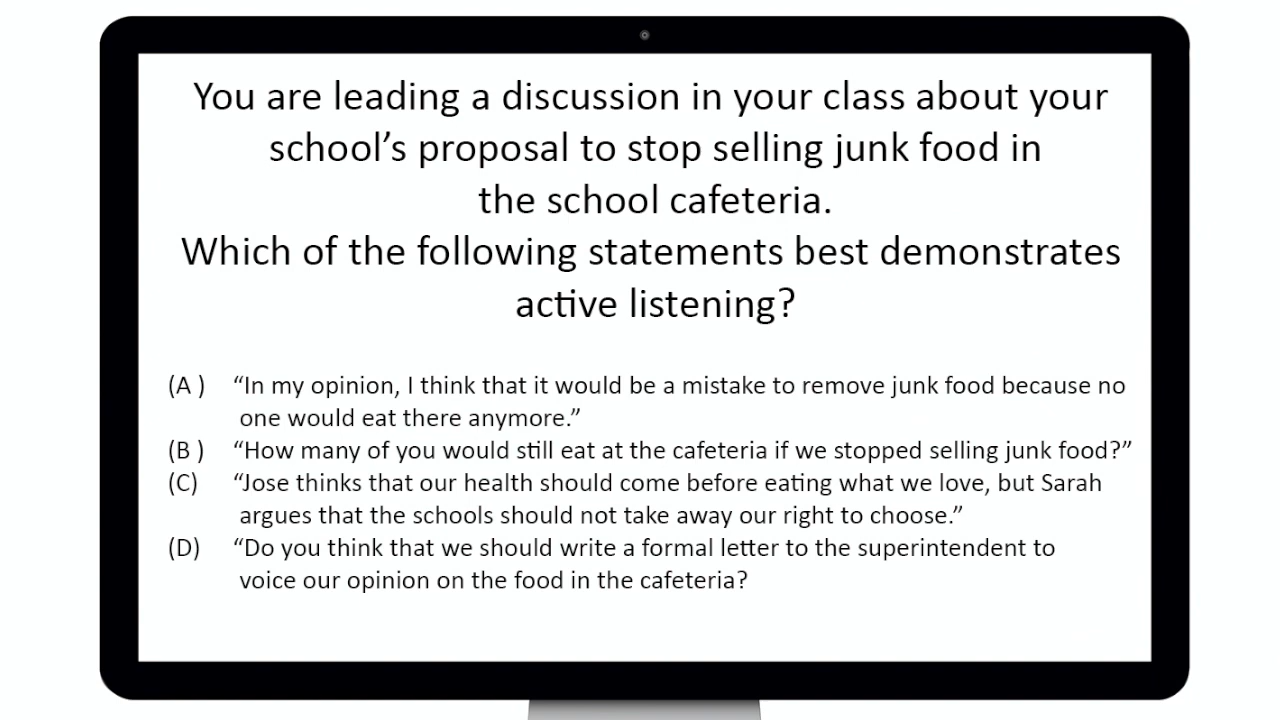 You are leading a discussion in your class about your
school’s proposal to stop selling junk food in
the school cafeteria.
Which of the following statements best demonstrates
active listening?
(A ) “In my opinion, I think that it would be a mistake to remove junk food because no
one would eat there anymore.”
(B ) “How many of you would still eat at the cafeteria if we stopped selling junk food?”
(C) “Jose thinks that our health should come before eating what we love, but Sarah
argues that the schools should not take away our right to choose.”
(D) “Do you think that we should write a formal letter to the superintendent to
voice our opinion on the food in the cafeteria?